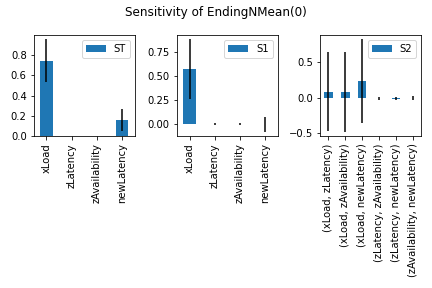 Sensitivity of EndingNMean(0)
ST
0.8
0.6
0.4
0.2
0.0
xLoad
zLatency
zAvailability
newLatency
S1
0.75
0.50
0.25
0.00
xLoad
zLatency
zAvailability
newLatency
S2
0.5
0.0
−0.5
(xLoad, zLatency)
(xLoad, zAvailability)
(xLoad, newLatency)
(zLatency, zAvailability)
(zLatency, newLatency)
(zAvailability, newLatency)